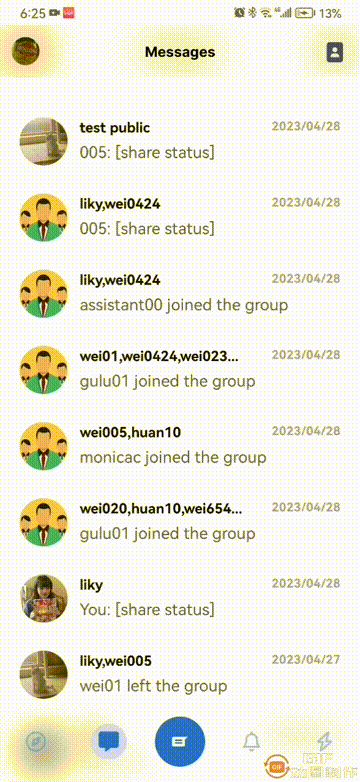 6:25
13%
Messages
test public
2023/04/28
005: [share status]
liky,wei0424
2023/04/28
005: [share status]
liky,wei0424
2023/04/28
assistant00 joined the group
wei01,wei0424,wei023...
2023/04/28
gulu01 joined the group
wei005,huan10
2023/04/28
monicac joined the group
wei020,huan10,wei654...
2023/04/28
gulu01 joined the group
liky
2023/04/28
You: [share status]
liky,wei005
2023/04/27
wei01 left the group
GIF
GIF